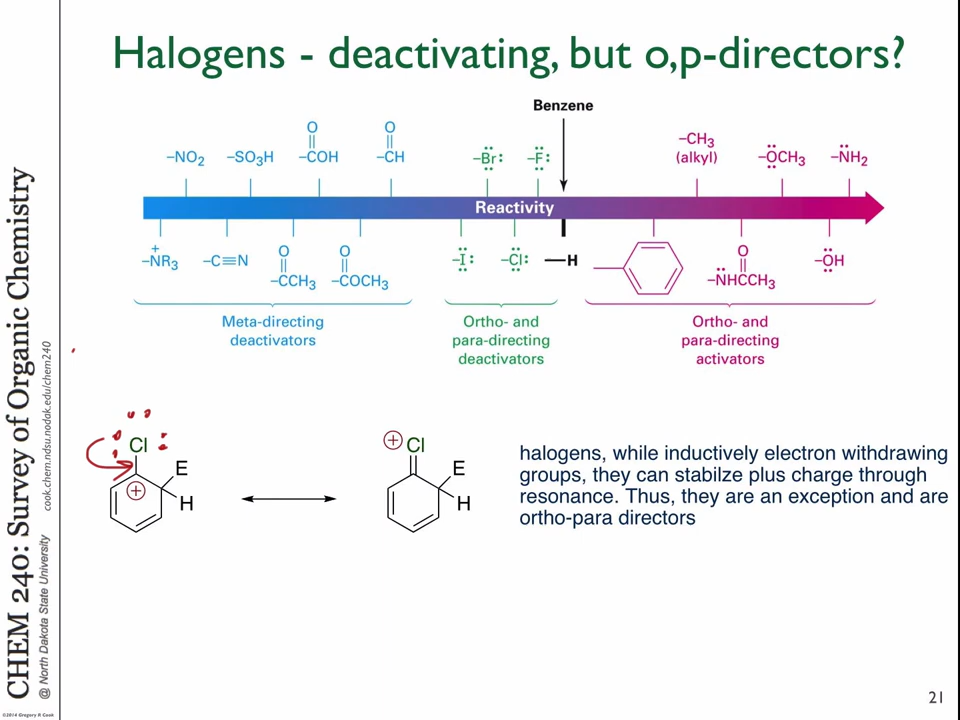 Halogens - deactivating, but o,p-directors?
CHEM 240: Survey of Organic Chemistry
@ North Dakota State University
cook.chem.ndsu.nodak.edu/chem240
©2014 Gregory R Cook
Benzene
–NO2
–SO3H
O
–COH
O
–CH
–Br:
–F:
–CH3
(alkyl)
–OCH3
–NH2
Reactivity
+
–NR3
–C≡N
O
–CCH3
O
–COCH3
–I:
–Cl:
–H
O
–NHCCH3
–OH
Meta-directing
deactivators
Ortho- and
para-directing
deactivators
Ortho- and
para-directing
activators
Cl
E
+
H
+
Cl
E
H
halogens, while inductively electron withdrawing
groups, they can stabilze plus charge through
resonance. Thus, they are an exception and are
ortho-para directors
21